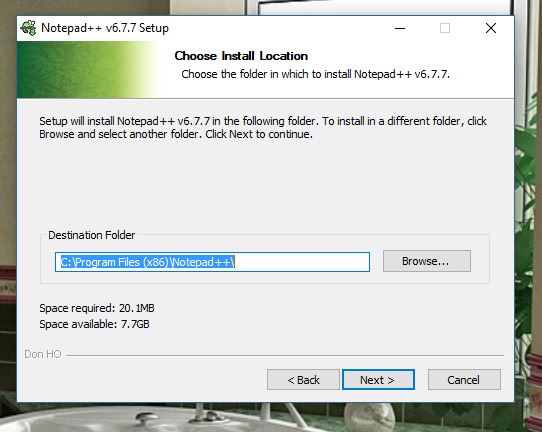 Notepad++ v6.7.7 Setup
Choose Install Location
Choose the folder in which to install Notepad++ v6.7.7.
Setup will install Notepad++ v6.7.7 in the following folder. To install in a different folder, click
Browse and select another folder. Click Next to continue.
Destination Folder
C:\Program Files (x86)\Notepad++\
Browse...
Space required: 20.1MB
Space available: 7.7GB
Don HO
< Back
Next >
Cancel